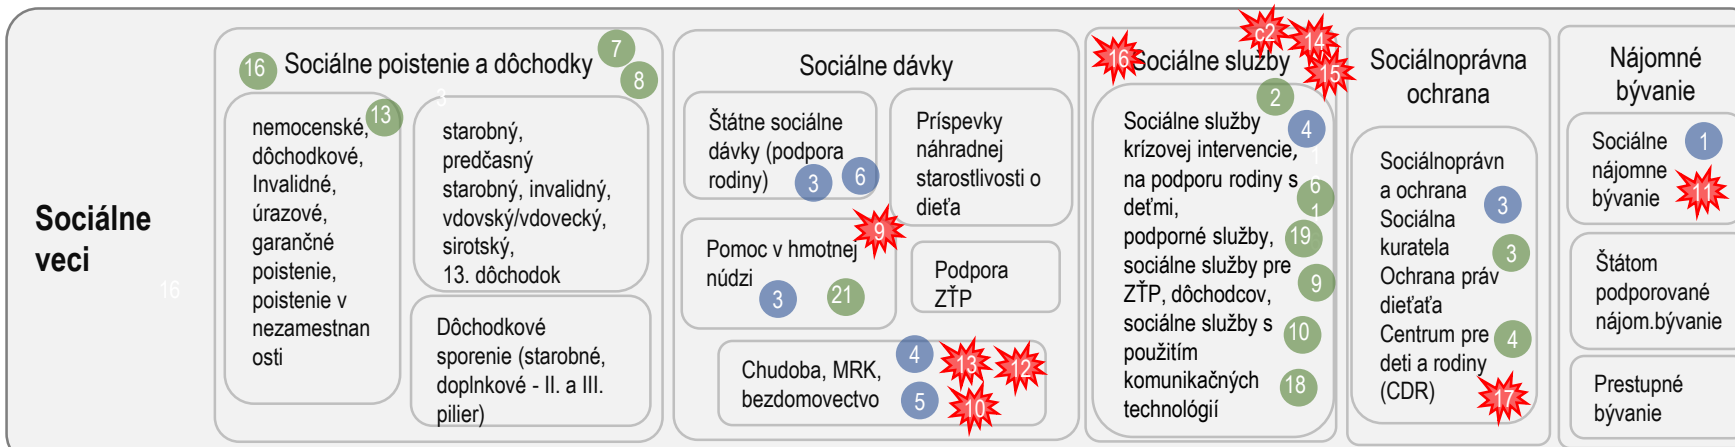 Sociálne
veci
16
Sociálne poistenie a dôchodky
16
7
8
nemocenské,
dôchodkové,
Invalidné,
úrazové,
garančné
poistenie,
poistenie v
nezamestnan
osti
13
3
starobný,
predčasný
starobný, invalidný,
vdovský/vdovecký,
sirotský,
13. dôchodok
Dôchodkové
sporenie (starobné,
doplnkové - II. a III.
pilier)
Sociálne dávky
Štátne sociálne
dávky (podpora
rodiny)
3
6
Príspevky
náhradnej
starostlivosti o
dieťa
Pomoc v hmotnej
núdzi
9
3
21
Podpora
ZŤP
Chudoba, MRK,
bezdomovectvo
4
13
12
5
10
Sociálne služby
16
c2
14
15
2
Sociálne služby
krízovej intervencie,
na podporu rodiny s
deťmi,
podporné služby,
sociálne služby pre
ZŤP, dôchodcov,
sociálne služby s
použitím
komunikačných
technológií
4
1
6
1
19
9
10
18
Sociálnoprávna
ochrana
Sociálnoprávn
a ochrana
Sociálna
kuratela
Ochrana práv
dieťaťa
Centrum pre
deti a rodiny
(CDR)
3
3
4
17
Nájomné
bývanie
Sociálne
nájomne
bývanie
1
11
Štátom
podporované
nájom.bývanie
Prestupné
bývanie